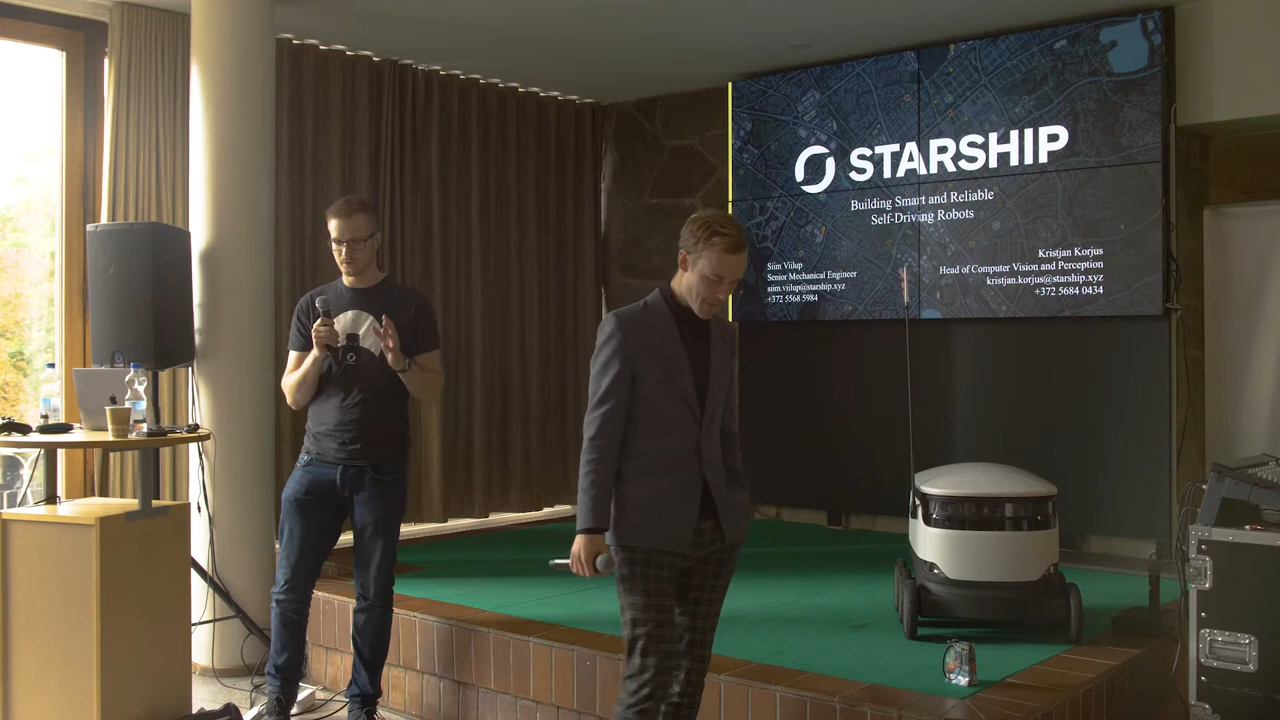 STARSHIP
Building Smart and Reliable
Self-Driving Robots
Siim Viilup
Senior Mechanical Engineer
siim.viilup@starship.xyz
+372 5568 5984
Kristjan Korjus
Head of Computer Vision and Perception
kristjan.korjus@starship.xyz
+372 5684 0434